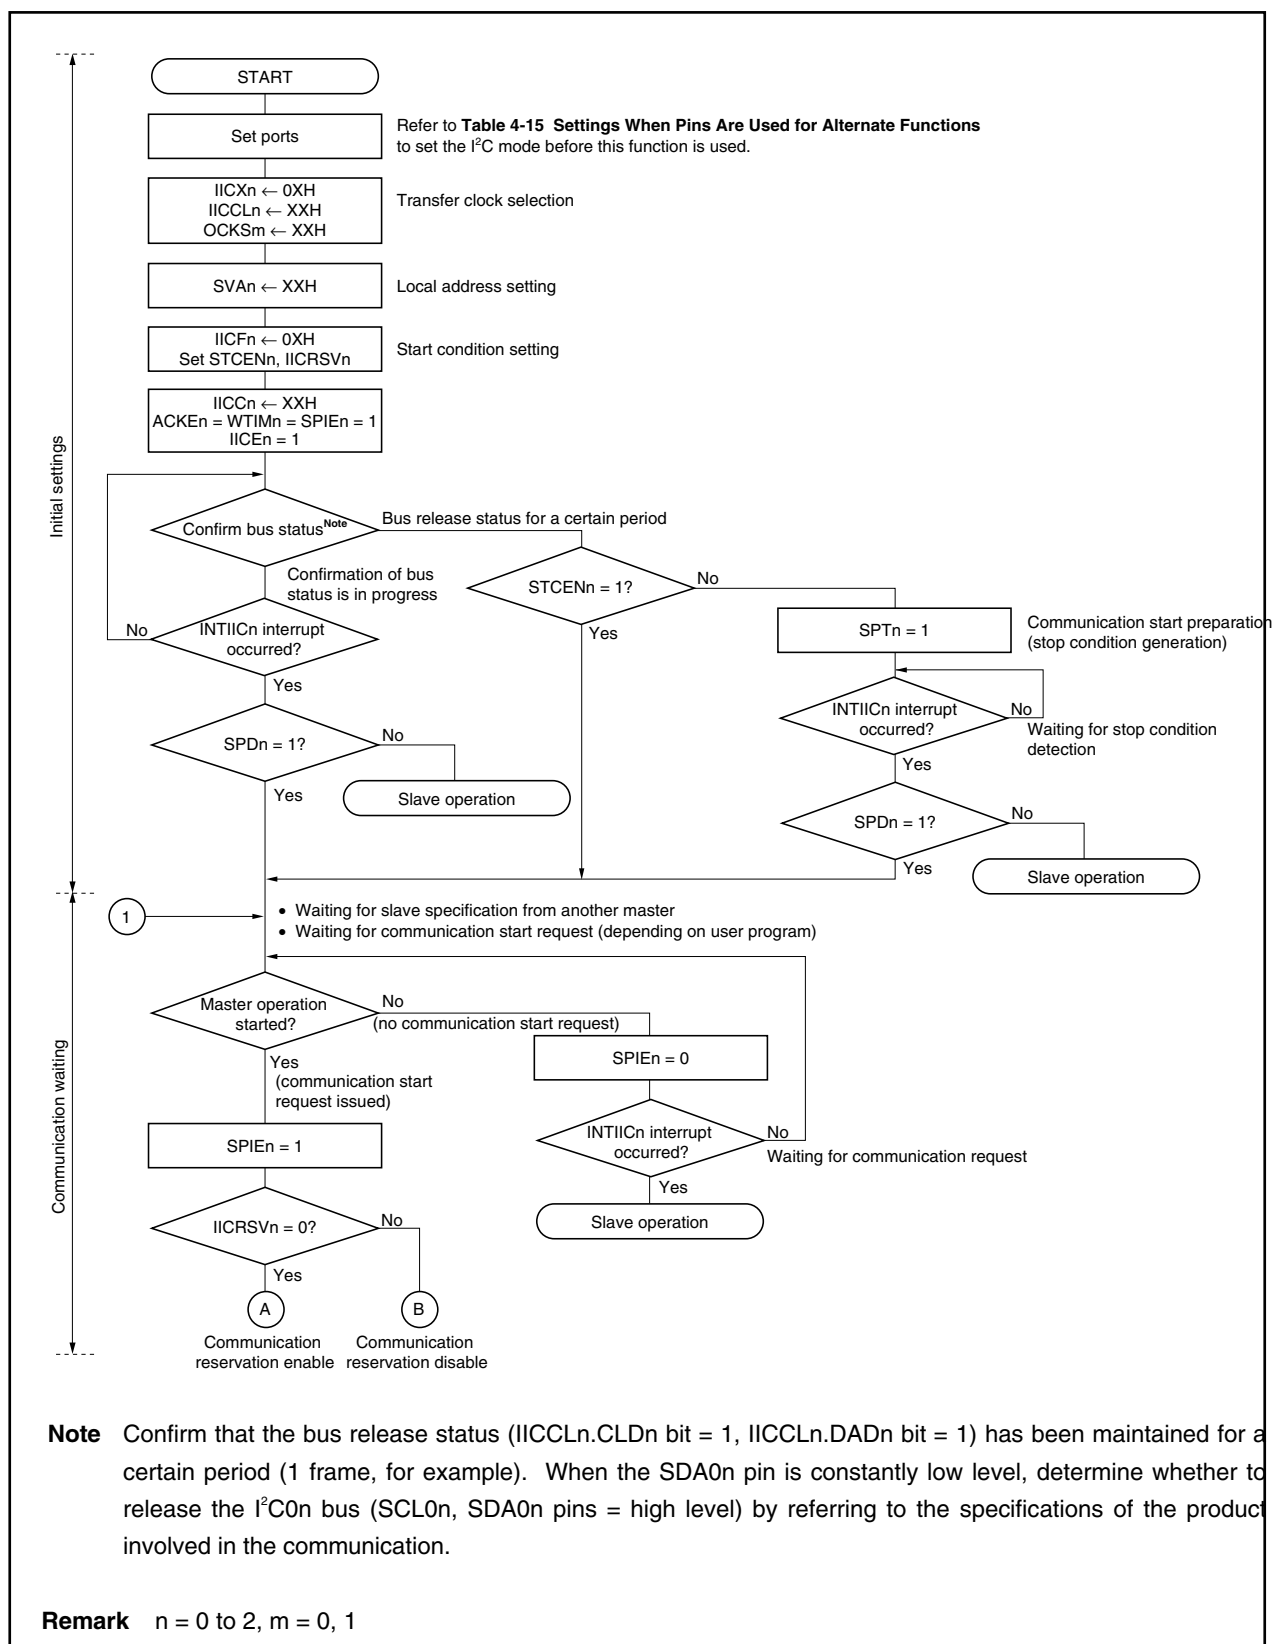 START
Set ports
Refer to Table 4-15 Settings When Pins Are Used for Alternate Functions
to set the I²C mode before this function is used.
IICXn ← 0XH
IICCLn ← XXH
OCKSm ← XXH
Transfer clock selection
SVAn ← XXH
Local address setting
IICFn ← 0XH
Set STCENn, IICRSVn
Start condition setting
IICCn ← XXH
ACKEn = WTIMn = SPIEn = 1
IICEn = 1
Initial settings
Confirm bus status Note
Bus release status for a certain period
Confirmation of bus
status is in progress
STCENn = 1?
No
Yes
SPTn = 1
Communication start preparation
(stop condition generation)
No
INTIICn interrupt
occurred?
Yes
INTIICn interrupt
occurred?
No
Waiting for stop condition
detection
Yes
SPDn = 1?
No
Yes
Slave operation
SPDn = 1?
No
Yes
Slave operation
1
• Waiting for slave specification from another master
• Waiting for communication start request (depending on user program)
Communication waiting
Master operation
started?
No
(no communication start request)
Yes
(communication start
request issued)
SPIEn = 0
SPIEn = 1
INTIICn interrupt
occurred?
No
Waiting for communication request
Yes
Slave operation
IICRSVn = 0?
No
Yes
A
B
Communication
reservation enable
Communication
reservation disable
Note Confirm that the bus release status (IICCLn.CLDn bit = 1, IICCLn.DADn bit = 1) has been maintained for a
certain period (1 frame, for example). When the SDA0n pin is constantly low level, determine whether to
release the I²C0n bus (SCL0n, SDA0n pins = high level) by referring to the specifications of the product
involved in the communication.
Remark n = 0 to 2, m = 0, 1